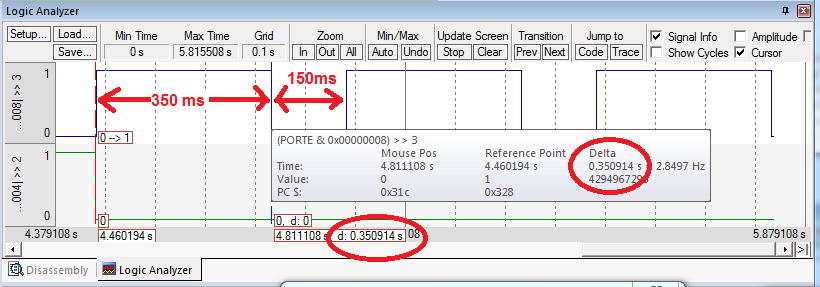 Logic Analyzer
Setup... Load... Min Time Max Time Grid Zoom Min/Max Update Screen Transition Jump to Signal Info Amplitude
Save... 0 s 5.815508 s 0.1 s In Out All Auto Undo Stop Clear Prev Next Code Trace Show Cycles Cursor
...008) >> 3
1
0
350 ms
150ms
0 --> 1
(PORTE & 0x00000008) >> 3
Mouse Pos Reference Point Delta
Time: 4.811108 s 4.460194 s 0.350914 s = 2.8497 Hz
Value: 0 1 4294967295
PC $: 0x31c 0x328
...004) >> 2
1
0
0 0, d: 0
4.379108 s 4.460194 s 4.811108 s d: 0.350914 s 08 5.879108 s
Disassembly Logic Analyzer